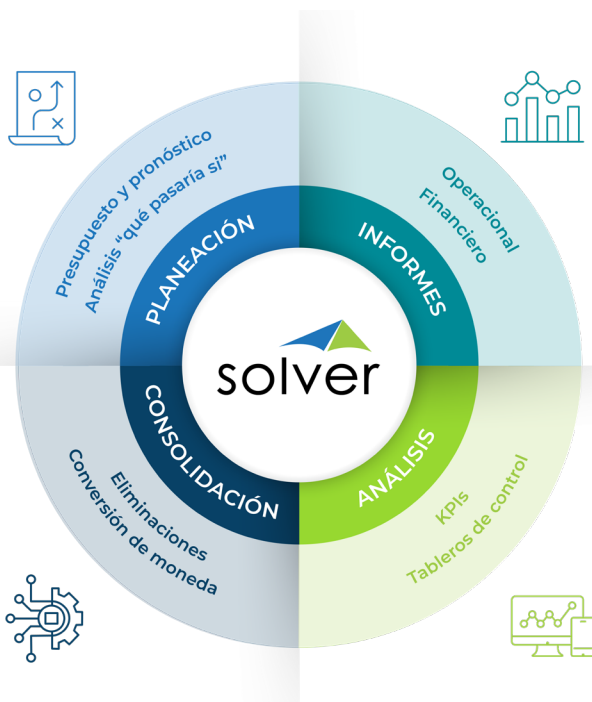 Presupuesto y pronóstico
Análisis “qué pasaría si”
PLANEACIÓN
INFORMES
Operacional
Financiero
solver
CONSOLIDACIÓN
Eliminaciones
Conversión de moneda
ANÁLISIS
KPIs
Tableros de control